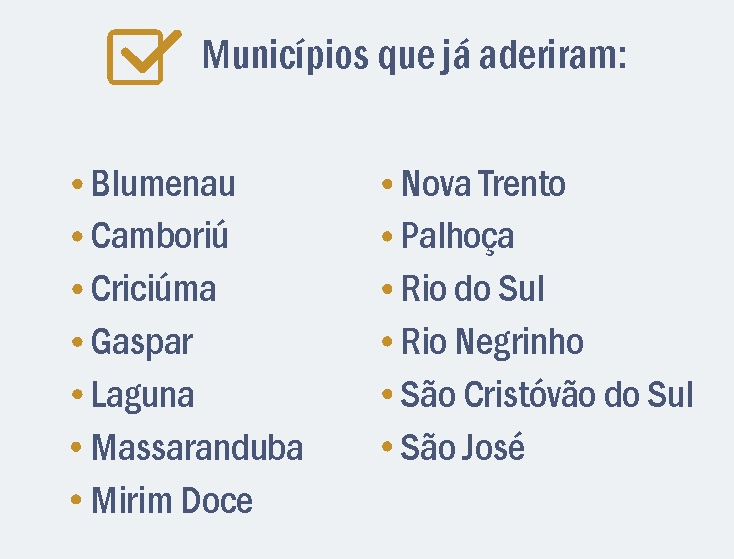 Municípios que já aderiram:
• Blumenau
• Camboriú
• Criciúma
• Gaspar
• Laguna
• Massaranduba
• Mirim Doce
• Nova Trento
• Palhoça
• Rio do Sul
• Rio Negrinho
• São Cristóvão do Sul
• São José